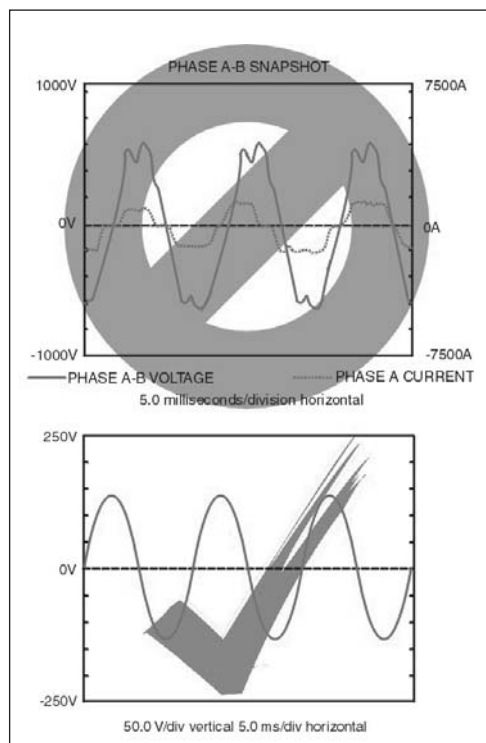 PHASE A-B SNAPSHOT
1000V 7500A
0V 0A
-1000V -7500A
PHASE A-B VOLTAGE PHASE A CURRENT
5.0 milliseconds/division horizontal
250V
0V
-250V
50.0 V/div vertical 5.0 ms/div horizontal